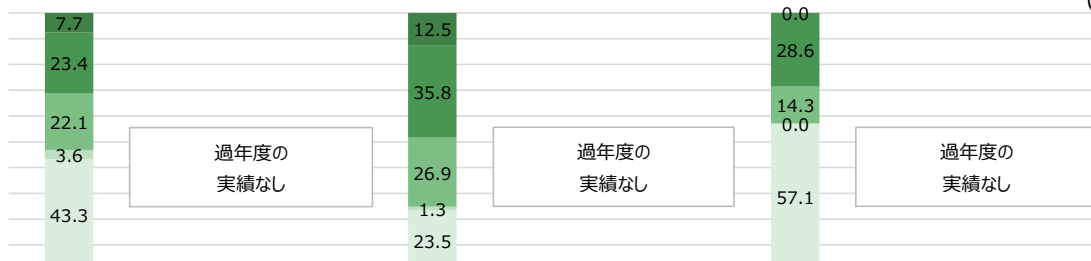 7.7
23.4
22.1
3.6
43.3
過年度の
実績なし
12.5
35.8
26.9
1.3
23.5
過年度の
実績なし
0.0
28.6
14.3
0.0
57.1
過年度の
実績なし